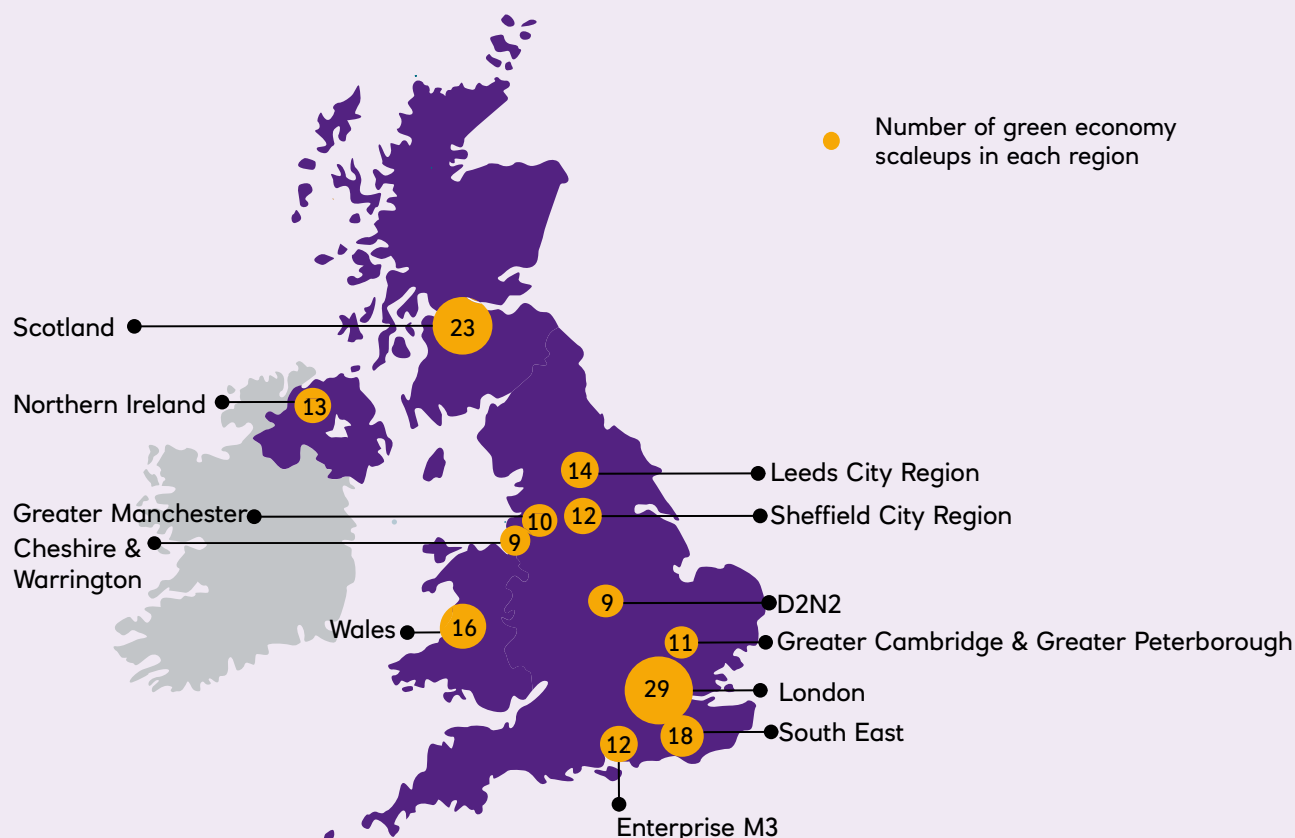 Number of green economy
scaleups in each region
Scotland
23
Northern Ireland
13
14
Leeds City Region
Greater Manchester
10
12
Sheffield City Region
Cheshire &
Warrington
9
9
D2N2
Wales
16
11
Greater Cambridge & Greater Peterborough
29
London
18
South East
12
Enterprise M3